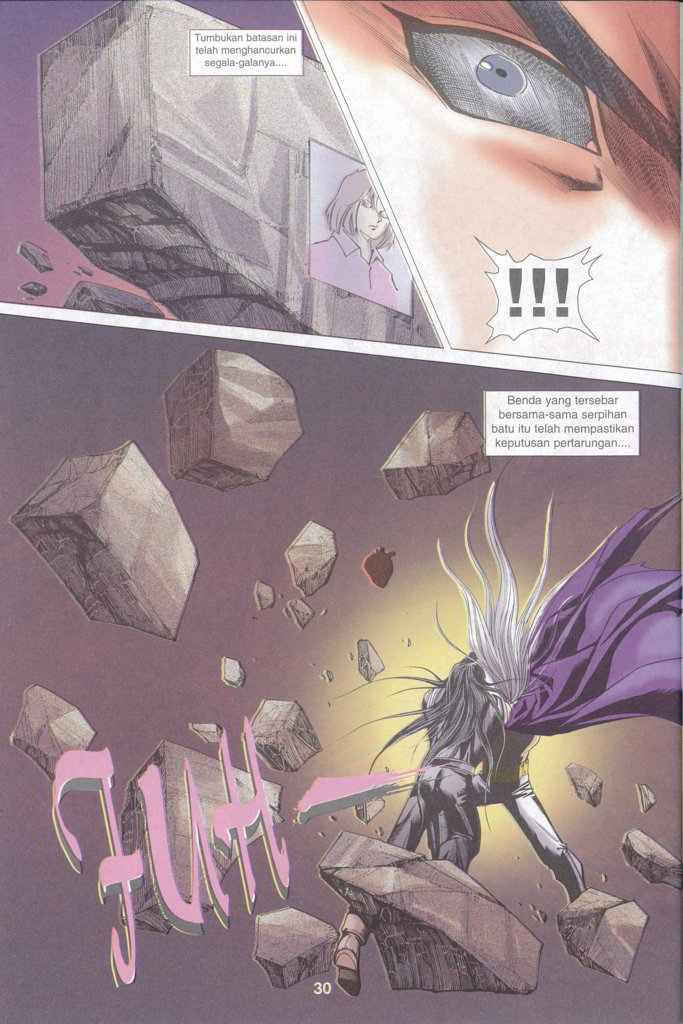 Tumbukan batasan ini
telah menghancurkan
segala-galanya....
!!!
Benda yang tersebar
bersama-sama serpihan
batu itu telah mempastikan
keputusan pertarungan....
FUH
30